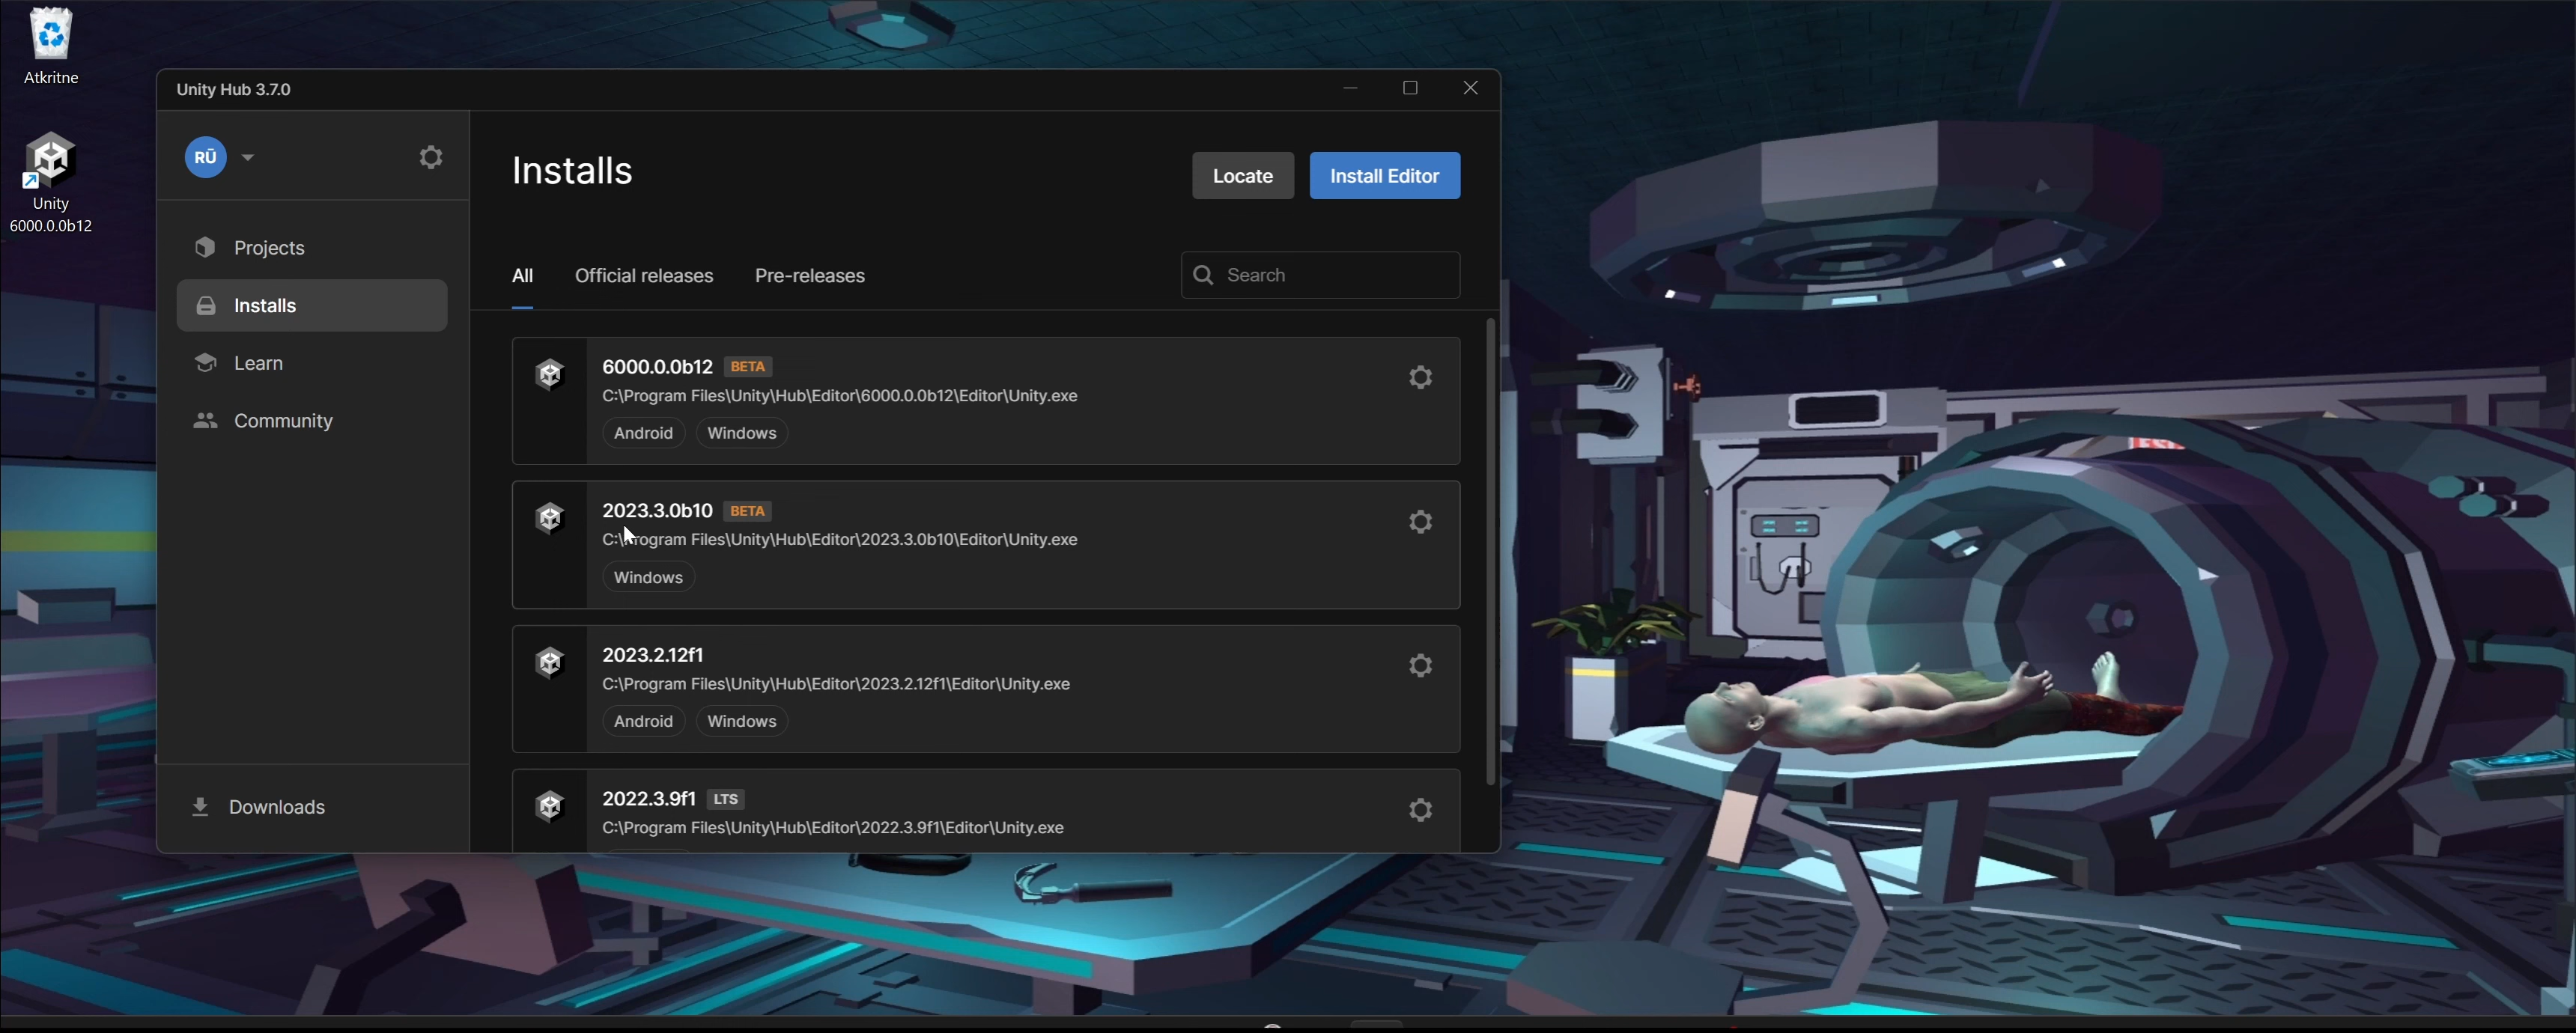 Atkritne
Unity
6000.0.0b12
Unity Hub 3.7.0
RŪ
Projects
Installs
Learn
Community
Downloads
Installs
Locate
Install Editor
All
Official releases
Pre-releases
Search
6000.0.0b12 BETA
C:\Program Files\Unity\Hub\Editor\6000.0.0b12\Editor\Unity.exe
Android
Windows
2023.3.0b10 BETA
C:\Program Files\Unity\Hub\Editor\2023.3.0b10\Editor\Unity.exe
Windows
2023.2.12f1
C:\Program Files\Unity\Hub\Editor\2023.2.12f1\Editor\Unity.exe
Android
Windows
2022.3.9f1 LTS
C:\Program Files\Unity\Hub\Editor\2022.3.9f1\Editor\Unity.exe